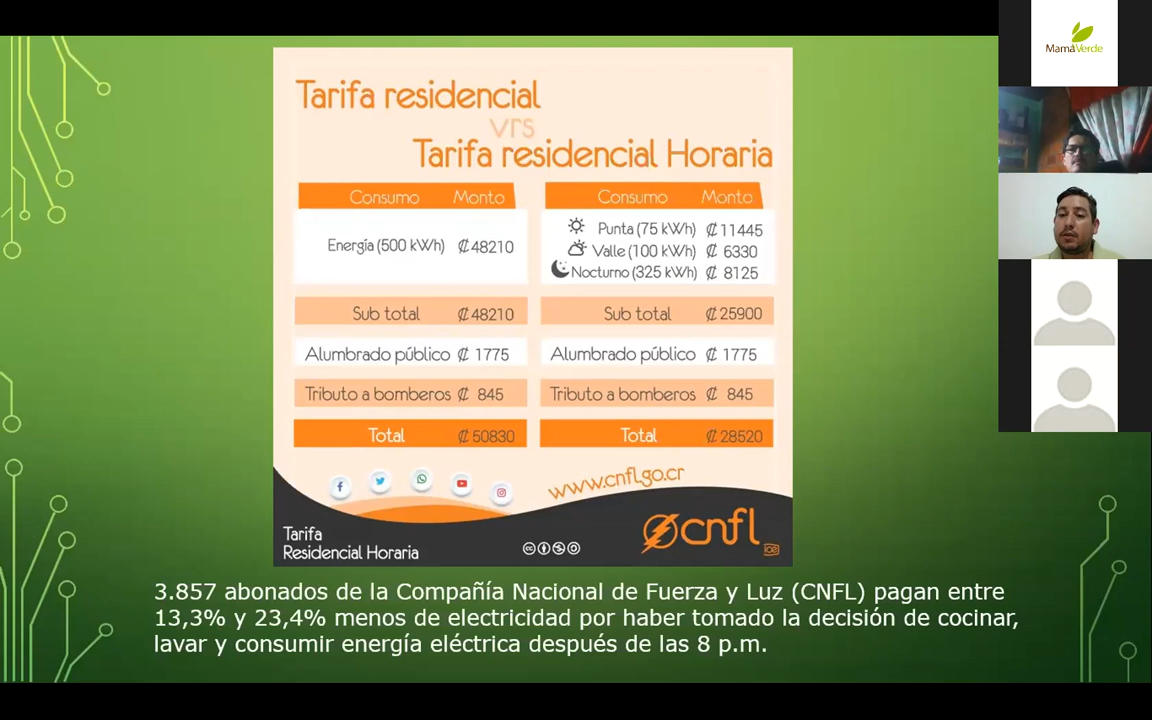 MamáVerde
Tarifa residencial
vrs
Tarifa residencial Horaria
Consumo Monto
Energía (500 kWh) ₡48210
Sub total ₡48210
Alumbrado público ₡ 1775
Tributo a bomberos ₡ 845
Total ₡50830
Consumo Monto
Punta (75 kWh) ₡11445
Valle (100 kWh) ₡ 6330
Nocturno (325 kWh) ₡ 8125
Sub total ₡25900
Alumbrado público ₡ 1775
Tributo a bomberos ₡ 845
Total ₡28520
www.cnfl.go.cr
Tarifa
Residencial Horaria
cnfl
3.857 abonados de la Compañía Nacional de Fuerza y Luz (CNFL) pagan entre
13,3% y 23,4% menos de electricidad por haber tomado la decisión de cocinar,
lavar y consumir energía eléctrica después de las 8 p.m.